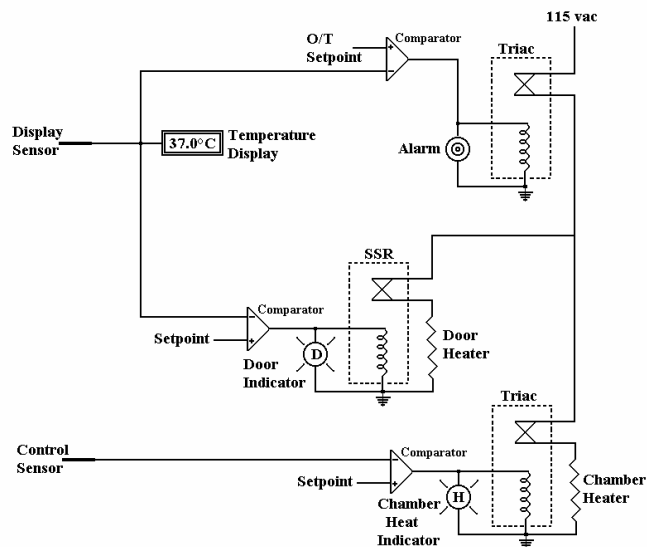 115 vac
O/T
Setpoint
Comparator
Triac
+
−
Display
Sensor
37.0°C
Temperature
Display
Alarm
SSR
Comparator
−
Setpoint
+
Door
Indicator
D
Door
Heater
Triac
Control
Sensor
Comparator
−
Setpoint
+
Chamber
Heat
Indicator
H
Chamber
Heater